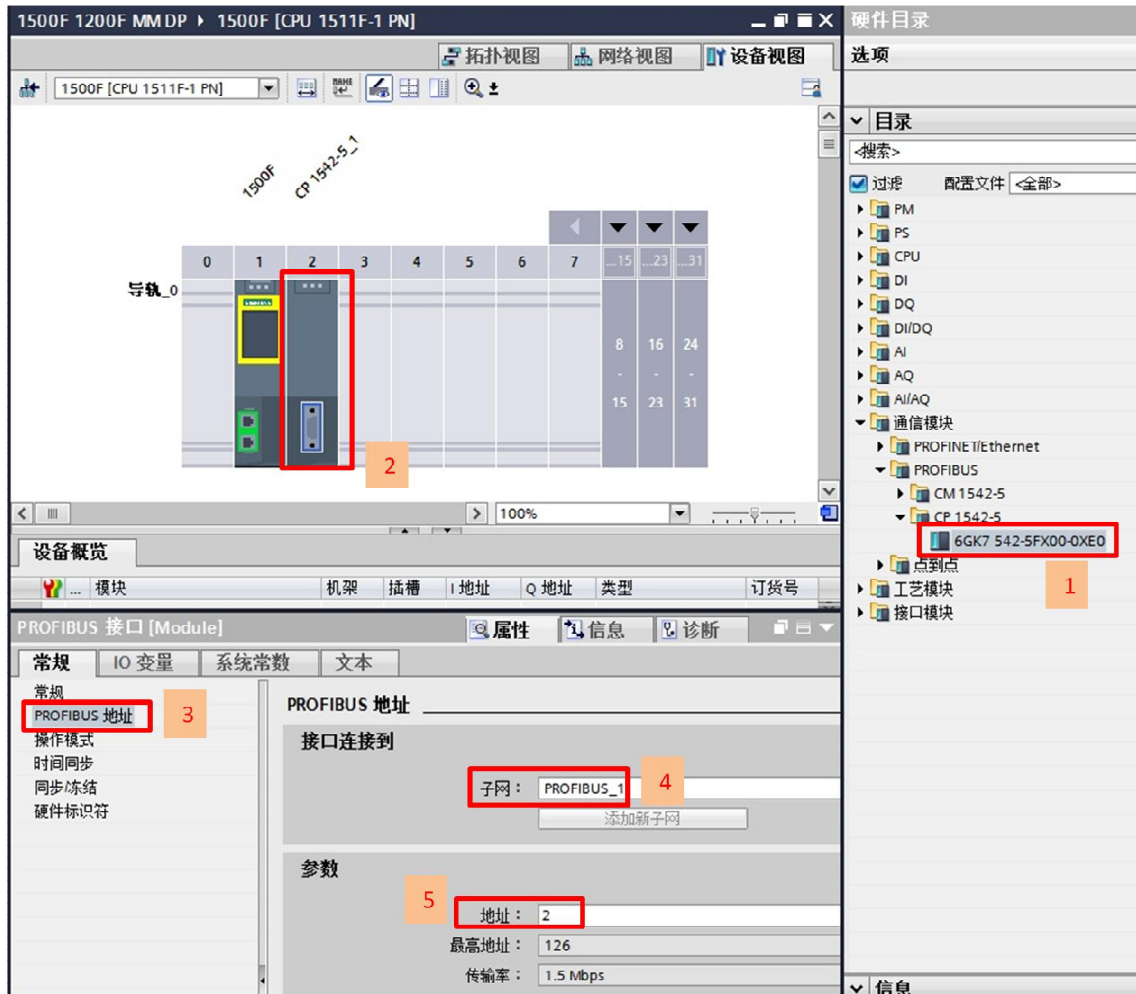 1500F 1200F MM DP ▸ 1500F [CPU 1511F-1 PN]
拓扑视图 网络视图 设备视图
1500F [CPU 1511F-1 PN]
1500F CP 1542-5_1
0 1 2 3 4 5 6 7 ...15 ...23 ...31
导轨_0
SIEMENS
8 16 24
- - -
15 23 31
2
100%
设备概览
... 模块 机架 插槽 I 地址 Q 地址 类型 订货号
PROFIBUS 接口 [Module]
属性 信息 诊断
常规 IO 变量 系统常数 文本
常规
PROFIBUS 地址
3
操作模式
时间同步
同步/冻结
硬件标识符
PROFIBUS 地址
接口连接到
子网： PROFIBUS_1
4
添加新子网
参数
5
地址： 2
最高地址： 126
传输率： 1.5 Mbps
硬件目录
选项
目录
<搜索>
过滤 配置文件 <全部>
PM
PS
CPU
DI
DQ
DI/DQ
AI
AQ
AI/AQ
通信模块
PROFINET/Ethernet
PROFIBUS
CM 1542-5
CP 1542-5
6GK7 542-5FX00-0XE0
点到点
1
工艺模块
接口模块
信息